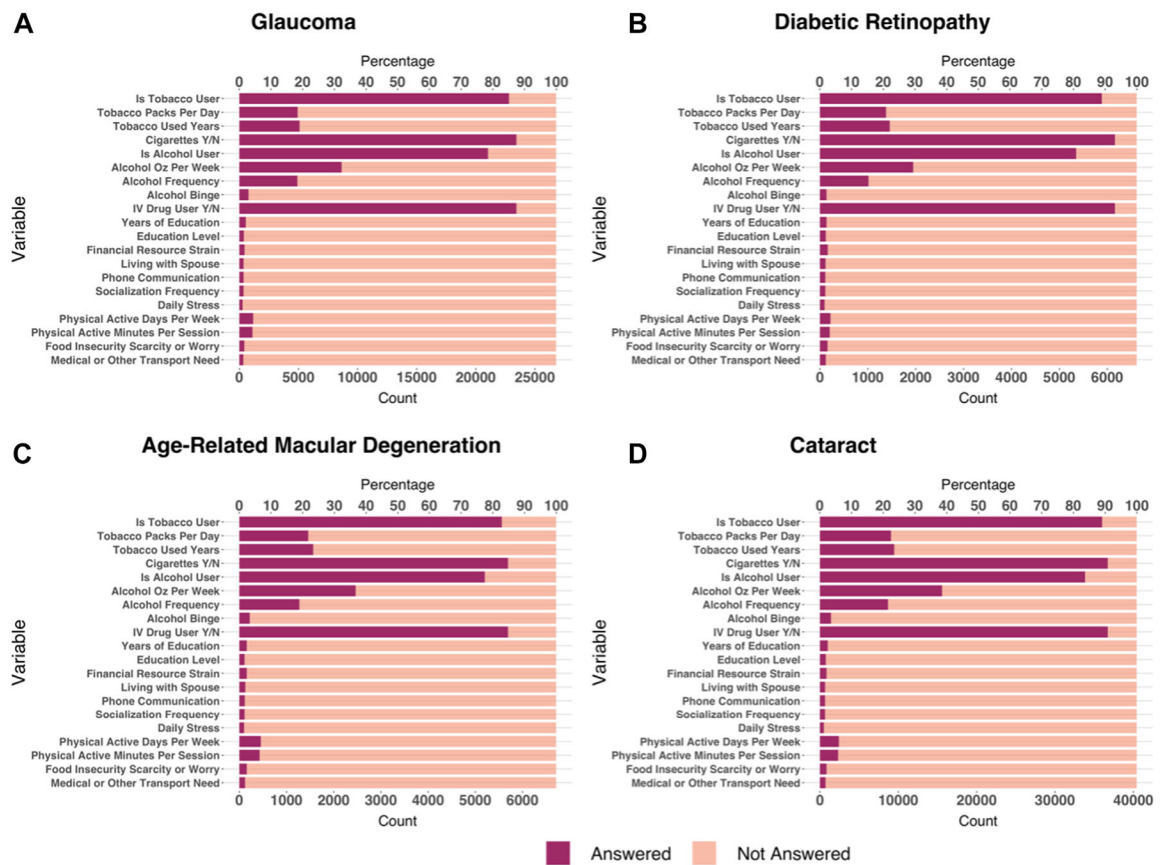 A Glaucoma
Percentage
0 10 20 30 40 50 60 70 80 90 100
Variable
Is Tobacco User
Tobacco Packs Per Day
Tobacco Used Years
Cigarettes Y/N
Is Alcohol User
Alcohol Oz Per Week
Alcohol Frequency
Alcohol Binge
IV Drug User Y/N
Years of Education
Education Level
Financial Resource Strain
Living with Spouse
Phone Communication
Socialization Frequency
Daily Stress
Physical Active Days Per Week
Physical Active Minutes Per Session
Food Insecurity Scarcity or Worry
Medical or Other Transport Need
0 5000 10000 15000 20000 25000
Count
B Diabetic Retinopathy
Percentage
0 10 20 30 40 50 60 70 80 90 100
Variable
Is Tobacco User
Tobacco Packs Per Day
Tobacco Used Years
Cigarettes Y/N
Is Alcohol User
Alcohol Oz Per Week
Alcohol Frequency
Alcohol Binge
IV Drug User Y/N
Years of Education
Education Level
Financial Resource Strain
Living with Spouse
Phone Communication
Socialization Frequency
Daily Stress
Physical Active Days Per Week
Physical Active Minutes Per Session
Food Insecurity Scarcity or Worry
Medical or Other Transport Need
0 1000 2000 3000 4000 5000 6000
Count
C Age-Related Macular Degeneration
Percentage
0 10 20 30 40 50 60 70 80 90 100
Variable
Is Tobacco User
Tobacco Packs Per Day
Tobacco Used Years
Cigarettes Y/N
Is Alcohol User
Alcohol Oz Per Week
Alcohol Frequency
Alcohol Binge
IV Drug User Y/N
Years of Education
Education Level
Financial Resource Strain
Living with Spouse
Phone Communication
Socialization Frequency
Daily Stress
Physical Active Days Per Week
Physical Active Minutes Per Session
Food Insecurity Scarcity or Worry
Medical or Other Transport Need
0 1000 2000 3000 4000 5000 6000
Count
D Cataract
Percentage
0 10 20 30 40 50 60 70 80 90 100
Variable
Is Tobacco User
Tobacco Packs Per Day
Tobacco Used Years
Cigarettes Y/N
Is Alcohol User
Alcohol Oz Per Week
Alcohol Frequency
Alcohol Binge
IV Drug User Y/N
Years of Education
Education Level
Financial Resource Strain
Living with Spouse
Phone Communication
Socialization Frequency
Daily Stress
Physical Active Days Per Week
Physical Active Minutes Per Session
Food Insecurity Scarcity or Worry
Medical or Other Transport Need
0 10000 20000 30000 40000
Count
Answered Not Answered